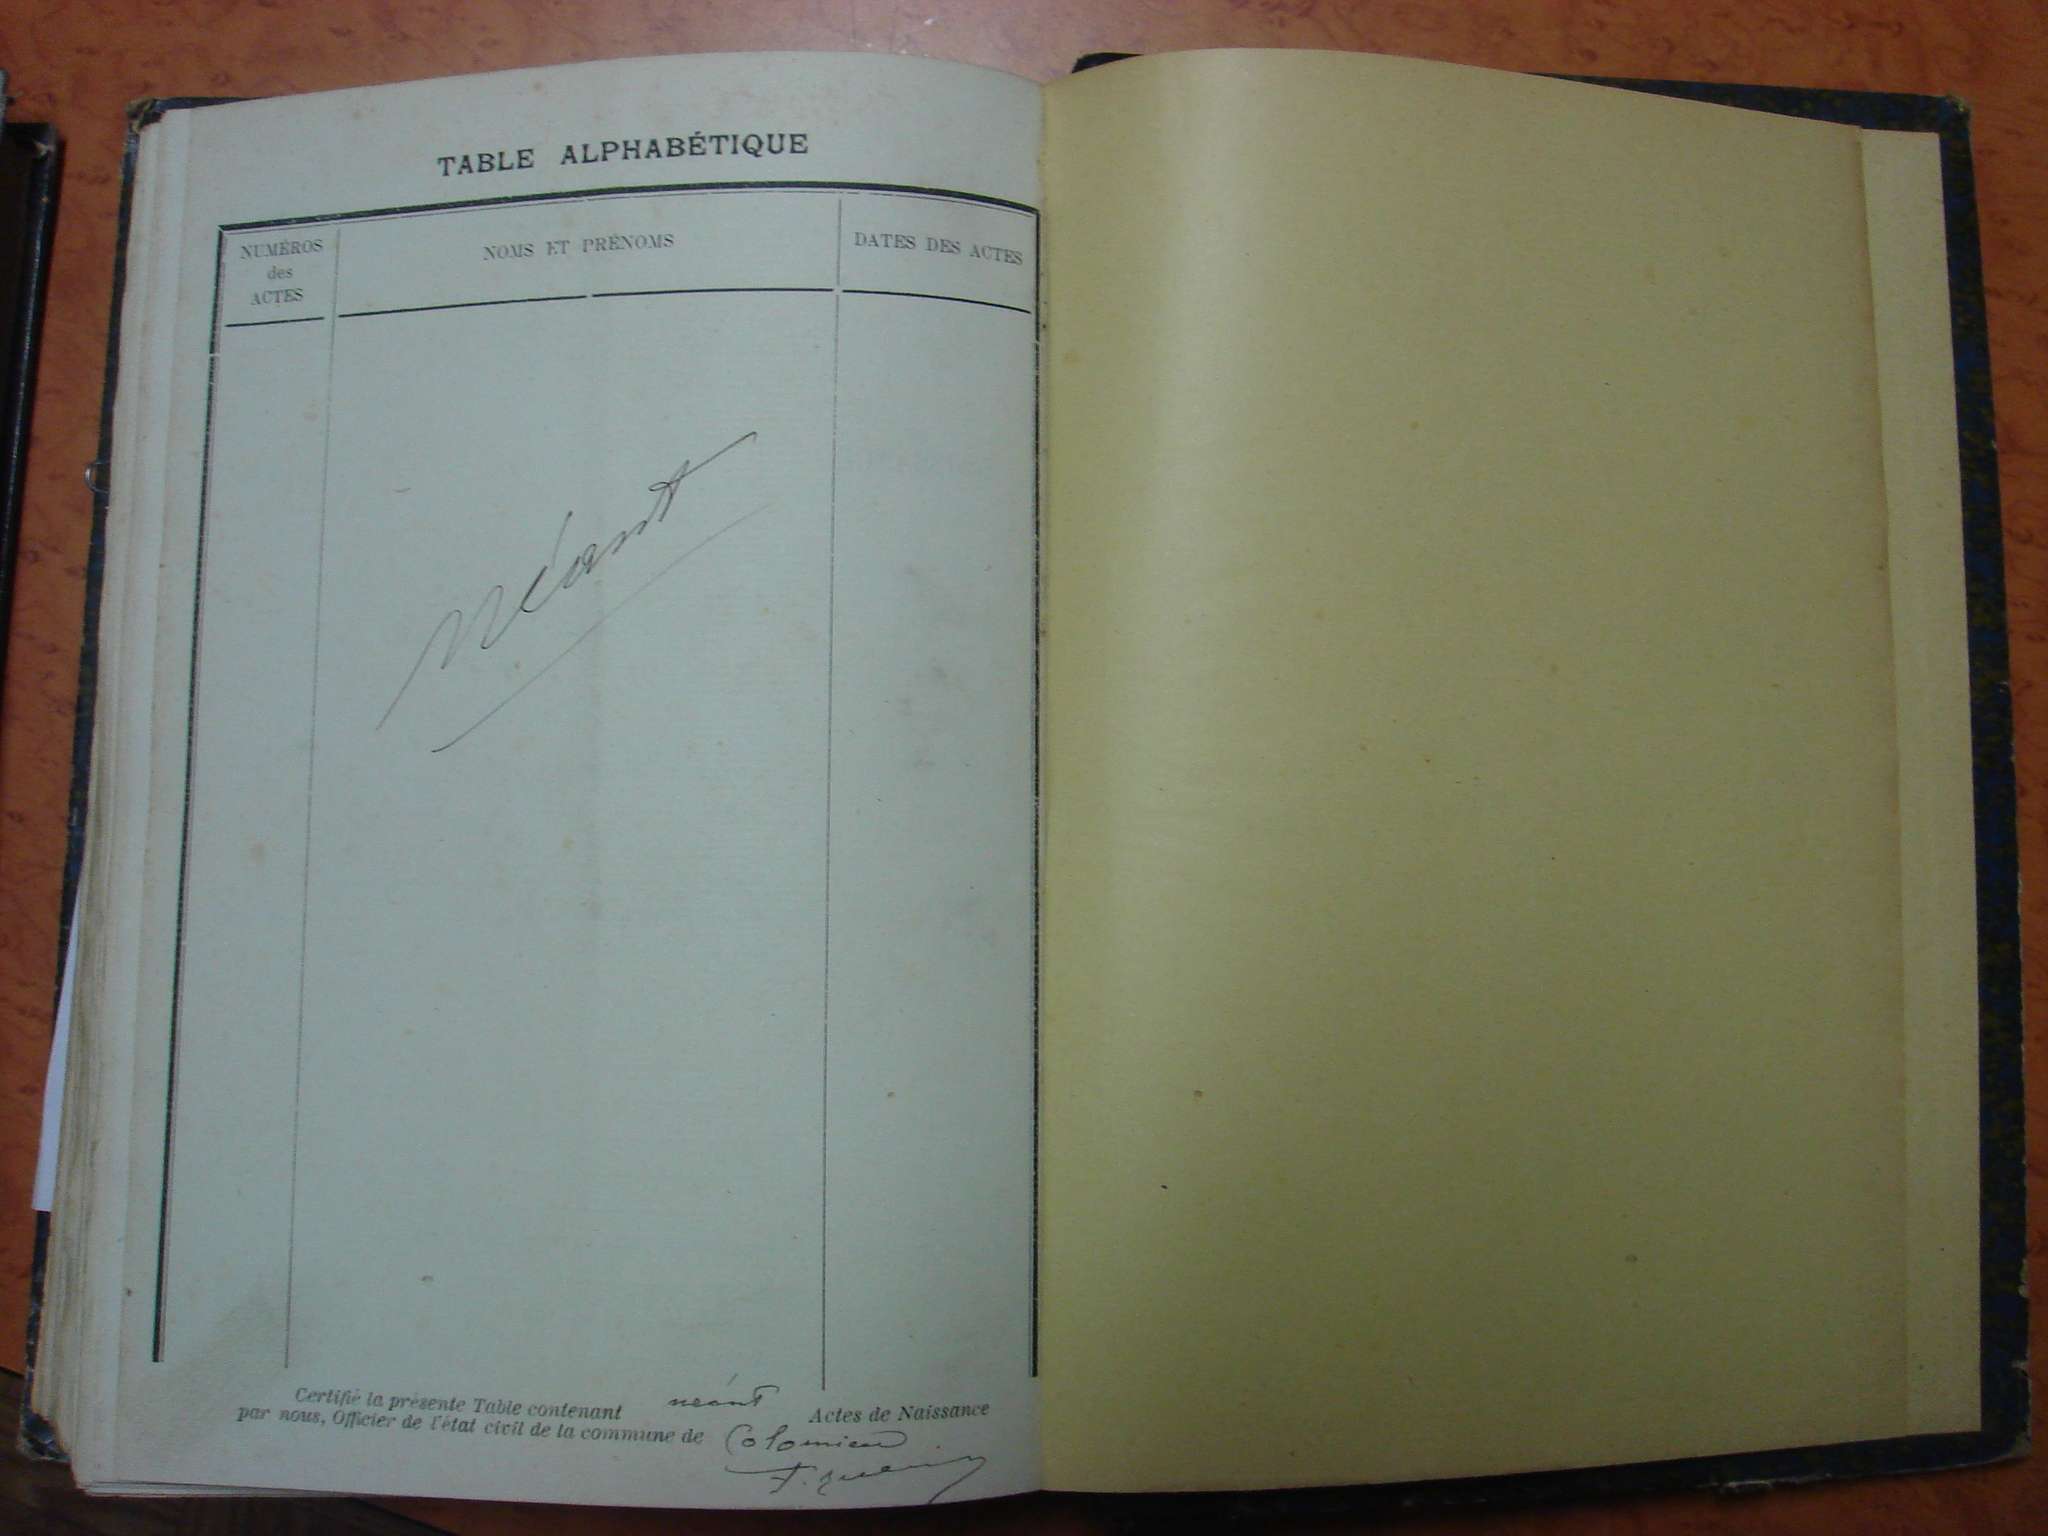 TABLE ALPHABÉTIQUE
NUMÉROS
des
ACTES
NOMS ET PRÉNOMS
DATES DES ACTES
Néant
Certifié la présente Table contenant néant Actes de Naissance
par nous, Officier de l'état civil de la commune de Colomieu